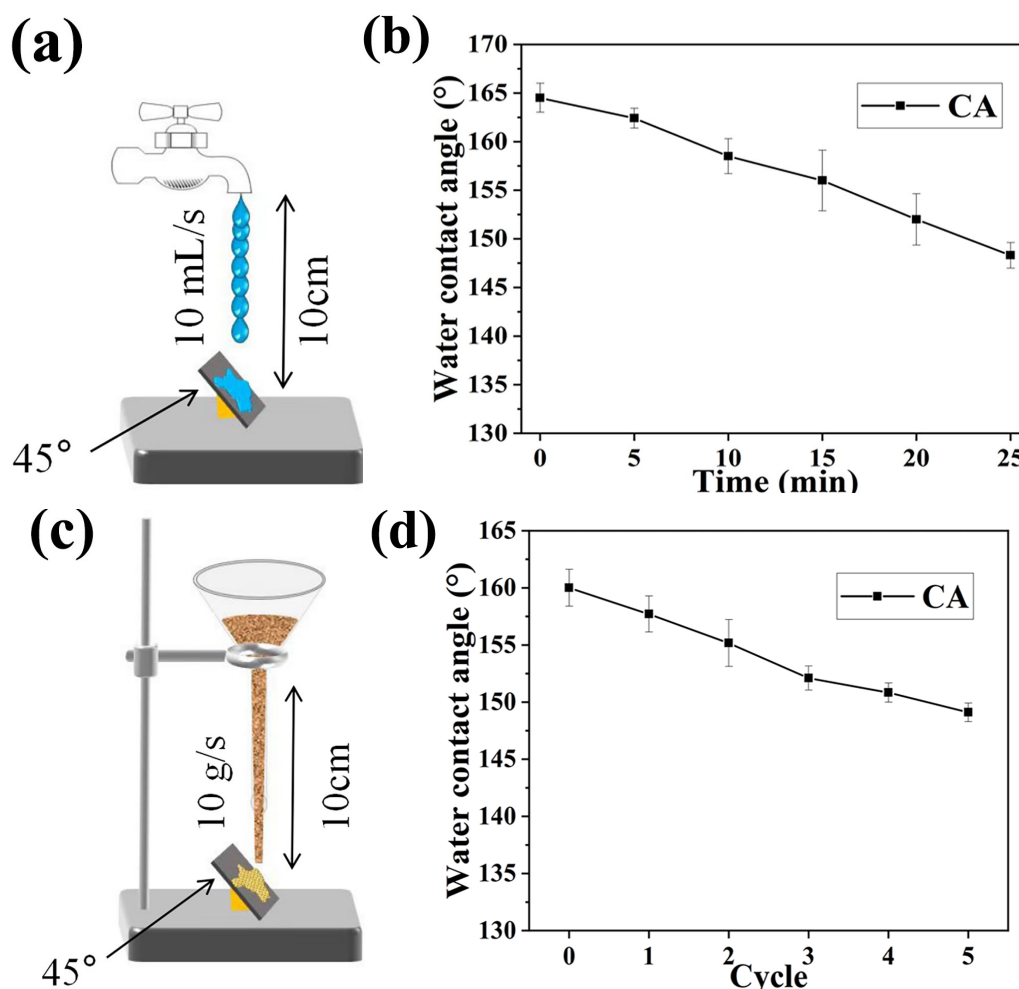 (a)
10 mL/s
10cm
45°
(b)
Water contact angle (°)
170
165
160
155
150
145
140
135
130
CA
0 5 10 15 20 25
Time (min)
(c)
10 g/s
10cm
45°
(d)
Water contact angle (°)
165
160
155
150
145
140
135
130
CA
0 1 2 3 4 5
Cycle